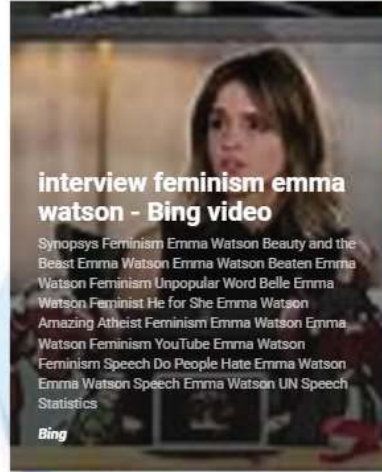 interview feminism emma
watson - Bing video
Synopsys Feminism Emma Watson Beauty and the
Beast Emma Watson Emma Watson Beaten Emma
Watson Feminism Unpopular Word Belle Emma
Watson Feminist He for She Emma Watson
Amazing Atheist Feminism Emma Watson Emma
Watson Feminism YouTube Emma Watson
Feminism Speech Do People Hate Emma Watson
Emma Watson Speech Emma Watson UN Speech
Statistics
Bing